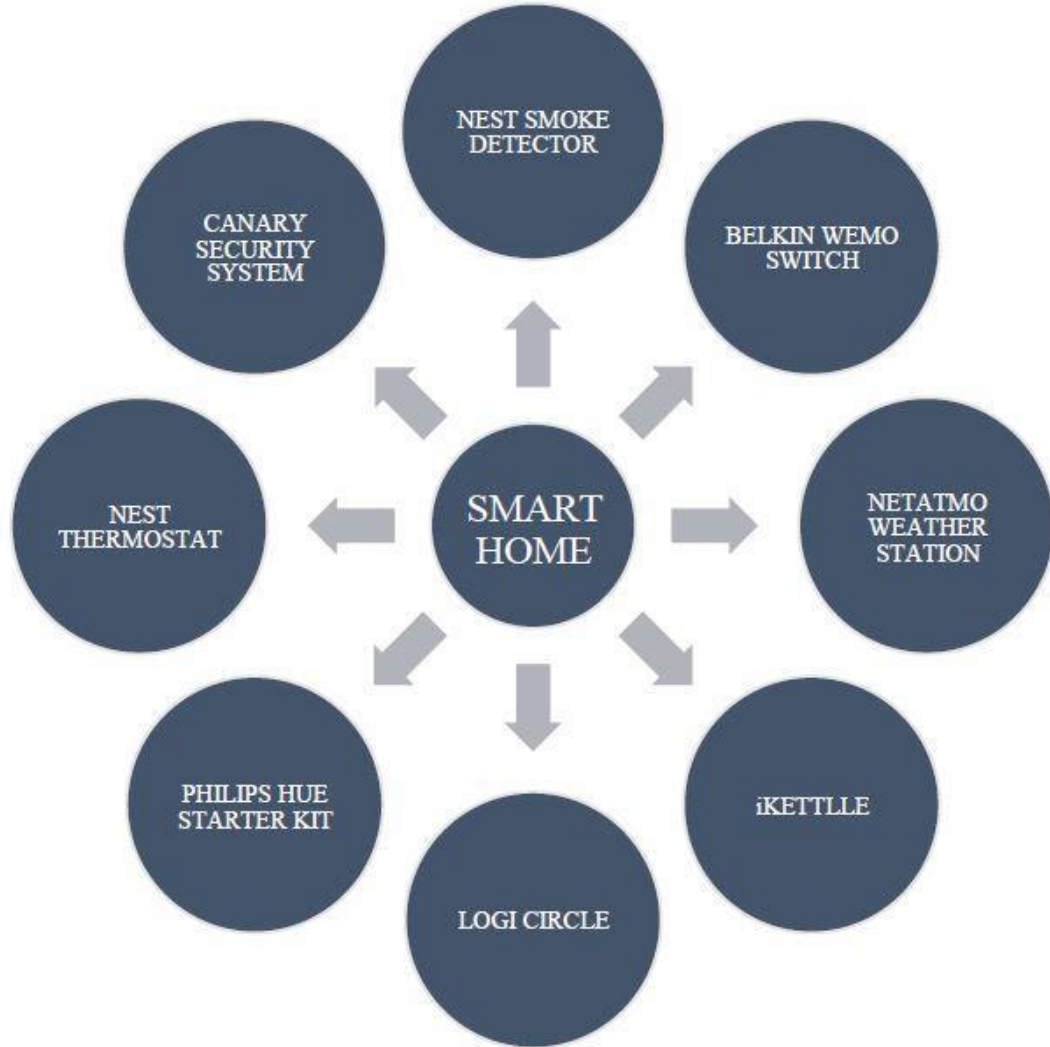 NEST SMOKE
DETECTOR
BELKIN WEMO
SWITCH
NETATMO
WEATHER
STATION
iKETTLLE
LOGI CIRCLE
PHILIPS HUE
STARTER KIT
NEST
THERMOSTAT
CANARY
SECURITY
SYSTEM
SMART
HOME